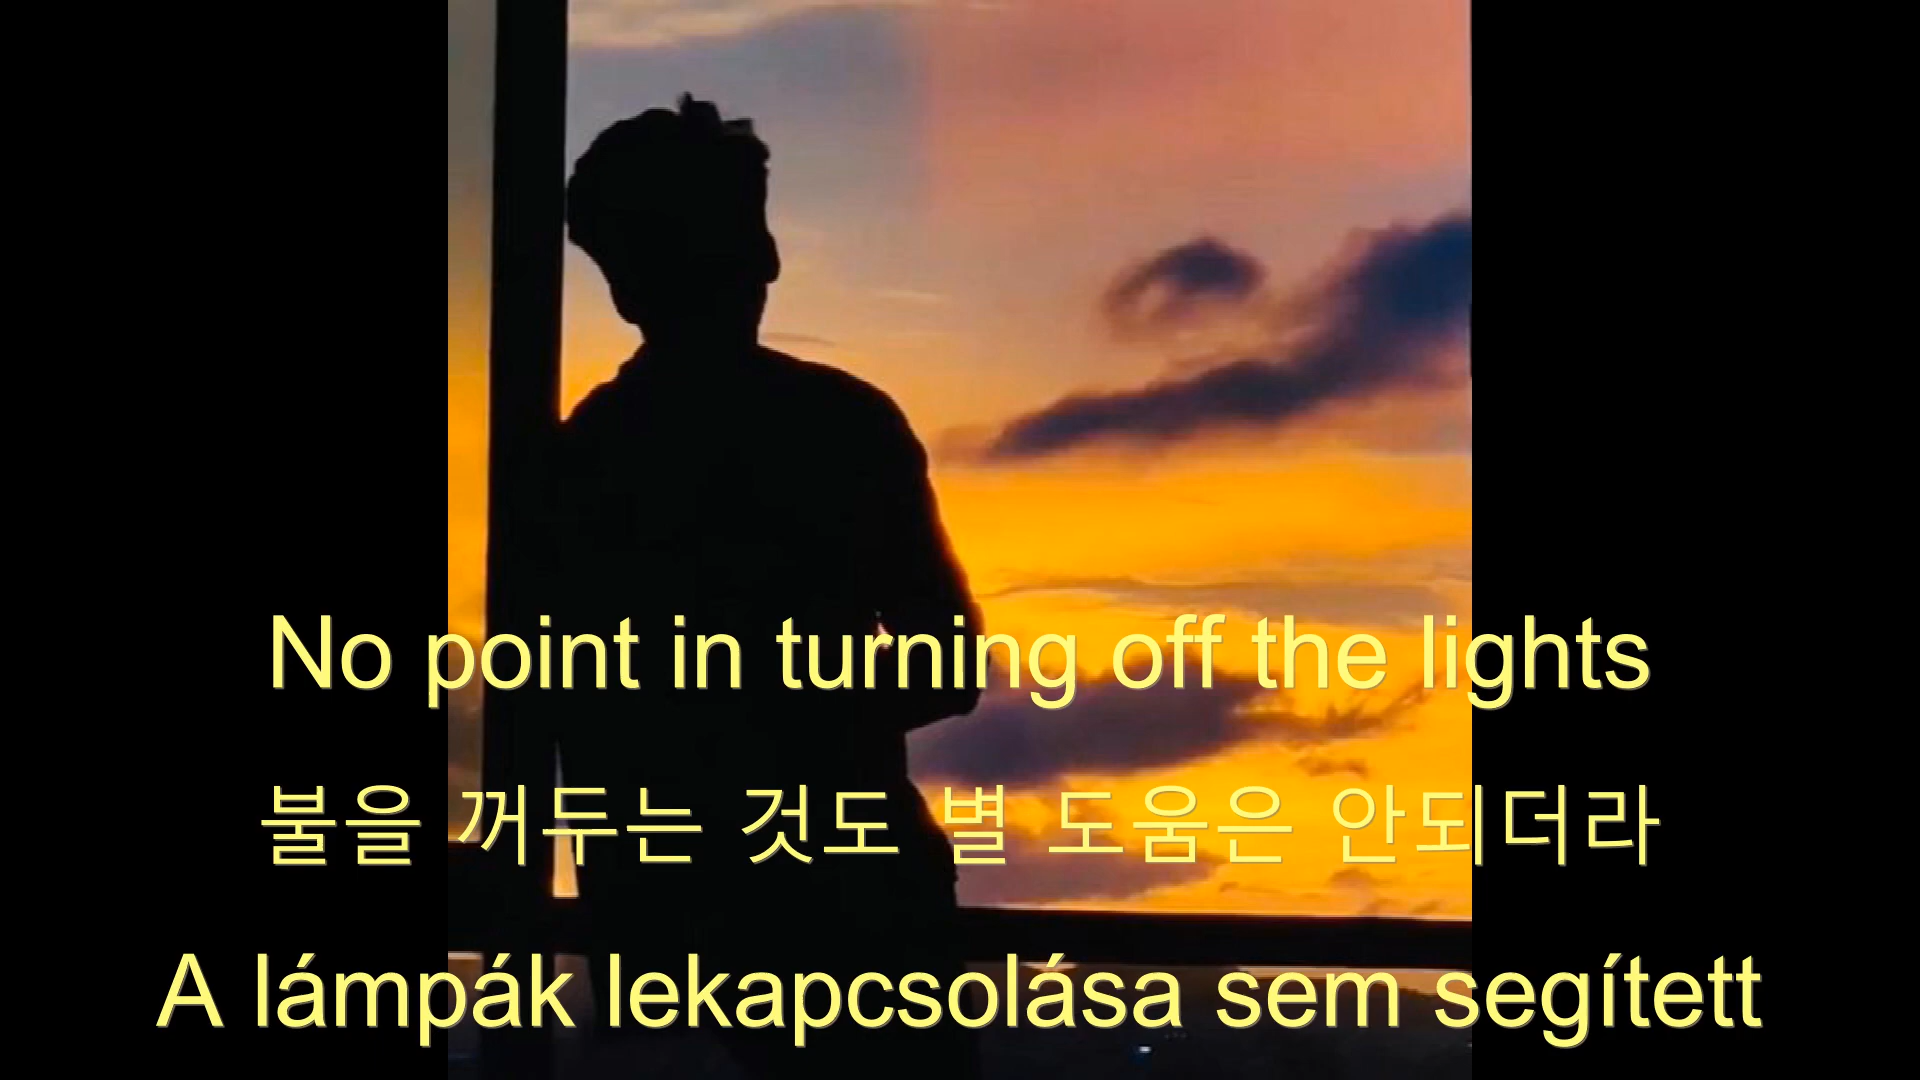 No point in turning off the lights
불을 꺼두는 것도 별 도움은 안되더라
A lámpák lekapcsolása sem segített